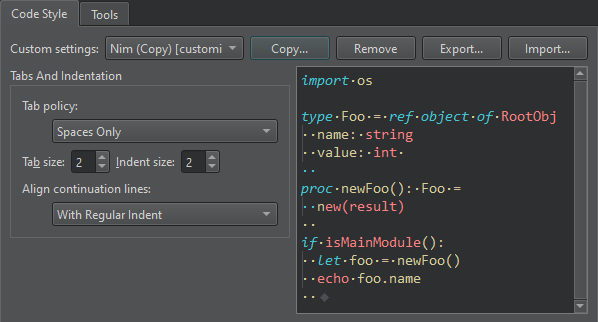 Code Style Tools
Custom settings: Nim (Copy) [customi Copy... Remove Export... Import...
Tabs And Indentation
Tab policy:
Spaces Only
Tab size: 2 Indent size: 2
Align continuation lines:
With Regular Indent
import·os
type·Foo·=·ref·object·of·RootObj
··name:·string
··value:·int·
··
proc·newFoo():·Foo·=
··new(result)
··
if·isMainModule():
··let·foo·=·newFoo()
··echo·foo.name
··◆